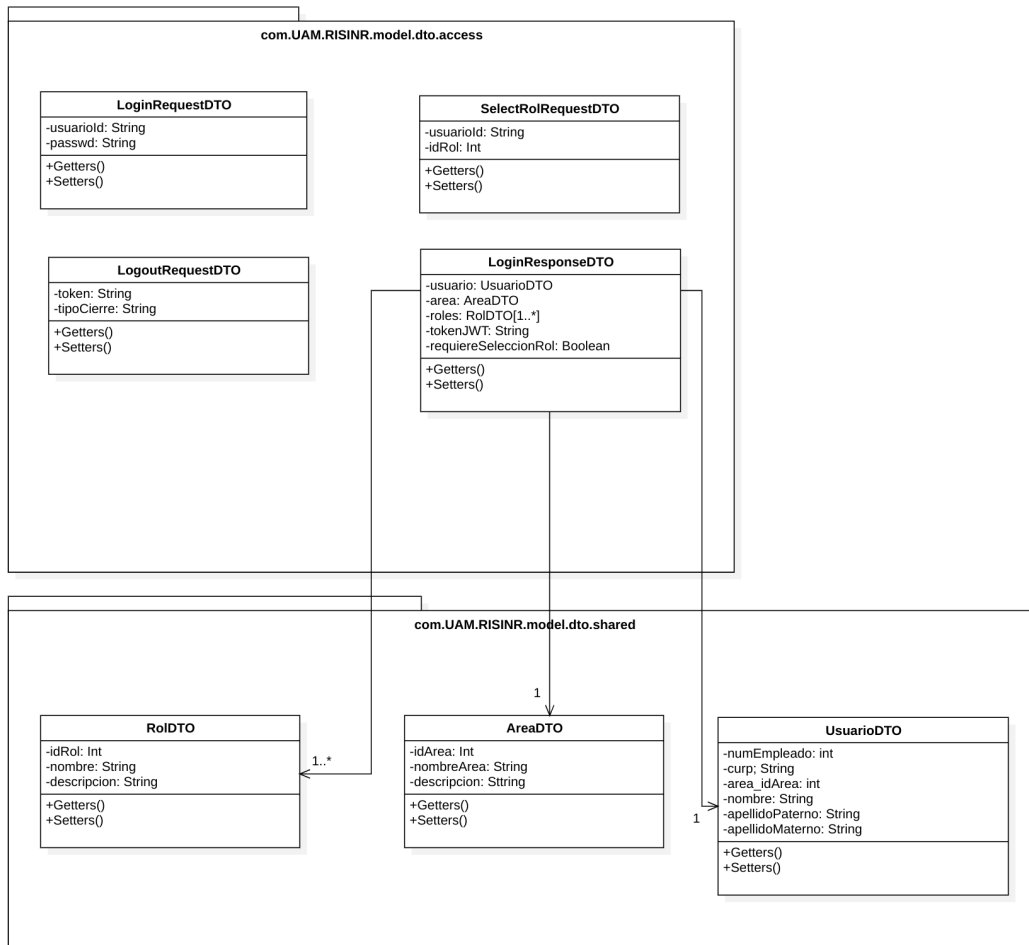 com.UAM.RISINR.model.dto.access
LoginRequestDTO
-usuarioId: String
-passwd: String
+Getters()
+Setters()
SelectRolRequestDTO
-usuarioId: String
-idRol: Int
+Getters()
+Setters()
LogoutRequestDTO
-token: String
-tipoCierre: String
+Getters()
+Setters()
LoginResponseDTO
-usuario: UsuarioDTO
-area: AreaDTO
-roles: RolDTO[1..*]
-tokenJWT: String
-requiereSeleccionRol: Boolean
+Getters()
+Setters()
com.UAM.RISINR.model.dto.shared
RolDTO
-idRol: Int
-nombre: String
-descripcion: Sttring
+Getters()
+Setters()
1..*
1
AreaDTO
-idArea: Int
-nombreArea: String
-descripcion: Sttring
+Getters()
+Setters()
1
UsuarioDTO
-numEmpleado: int
-curp; String
-area_idArea: int
-nombre: String
-apellidoPaterno: String
-apellidoMaterno: String
+Getters()
+Setters()